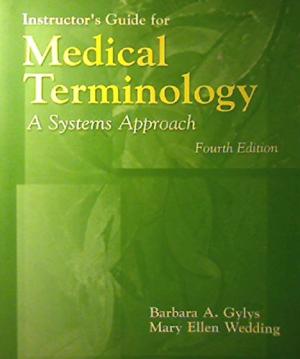 Instructor's Guide for
Medical
Terminology
A Systems Approach
Fourth Edition
Barbara A. Gylys
Mary Ellen Wedding